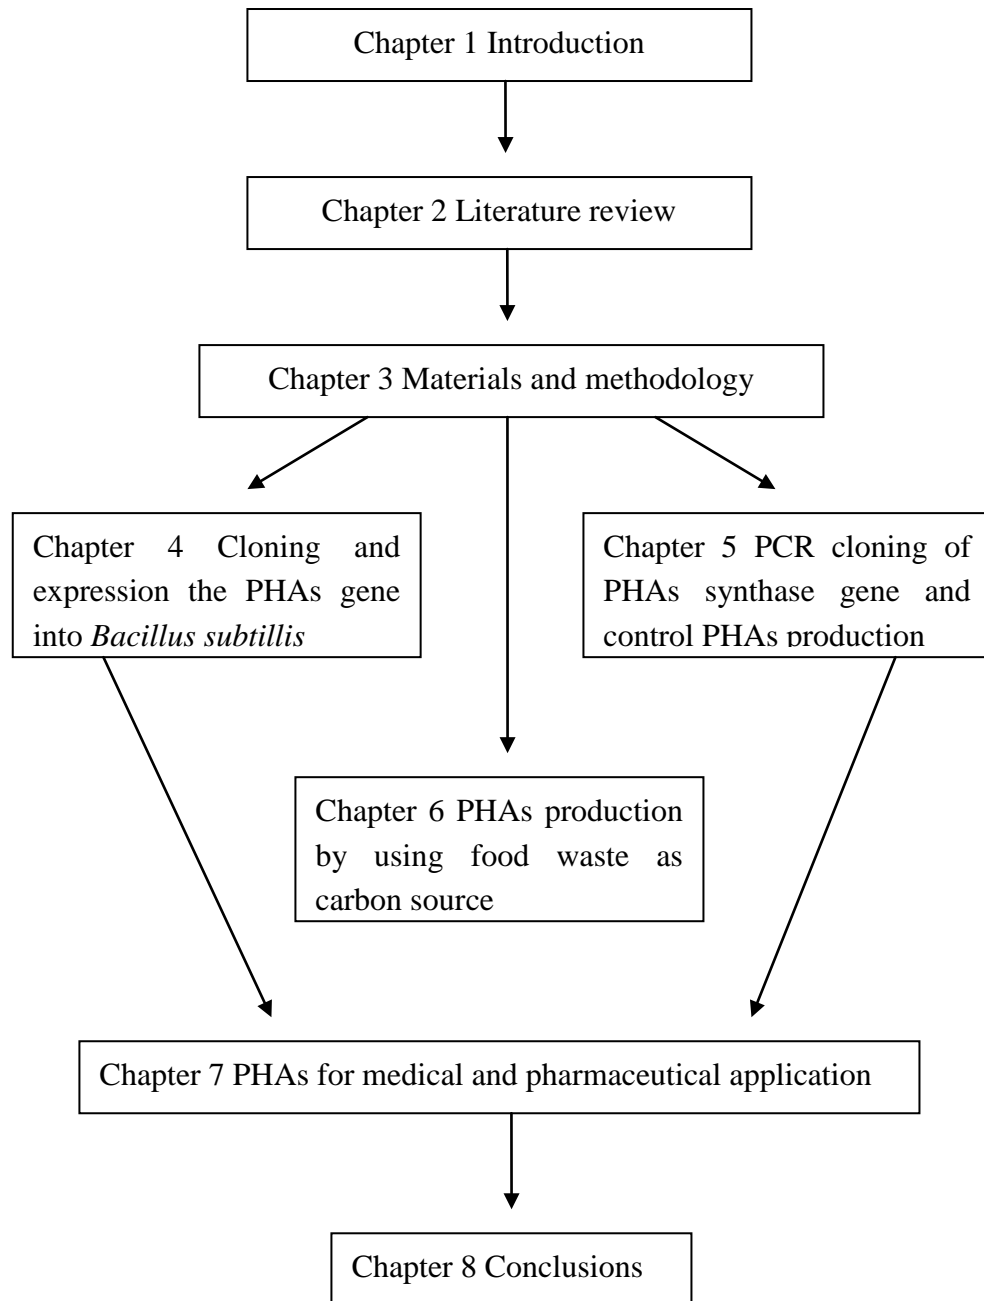 Chapter 1 Introduction
Chapter 2 Literature review
Chapter 3 Materials and methodology
Chapter 4 Cloning and
expression the PHAs gene
into Bacillus subtillis
Chapter 5 PCR cloning of
PHAs synthase gene and
control PHAs production
Chapter 6 PHAs production
by using food waste as
carbon source
Chapter 7 PHAs for medical and pharmaceutical application
Chapter 8 Conclusions